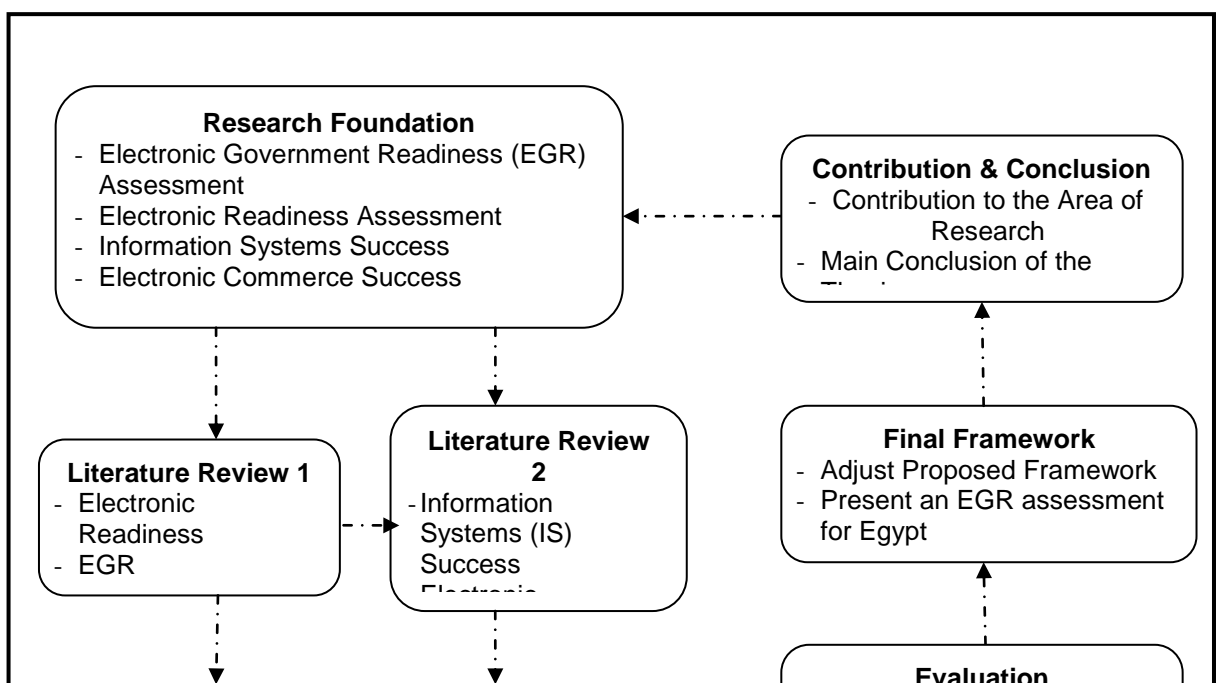 Research Foundation
- Electronic Government Readiness (EGR)
Assessment
- Electronic Readiness Assessment
- Information Systems Success
- Electronic Commerce Success
Contribution & Conclusion
- Contribution to the Area of
Research
- Main Conclusion of the
Literature Review 1
- Electronic
Readiness
- EGR
Literature Review
2
- Information
Systems (IS)
Success
Electronic
Final Framework
- Adjust Proposed Framework
- Present an EGR assessment
for Egypt
Evaluation